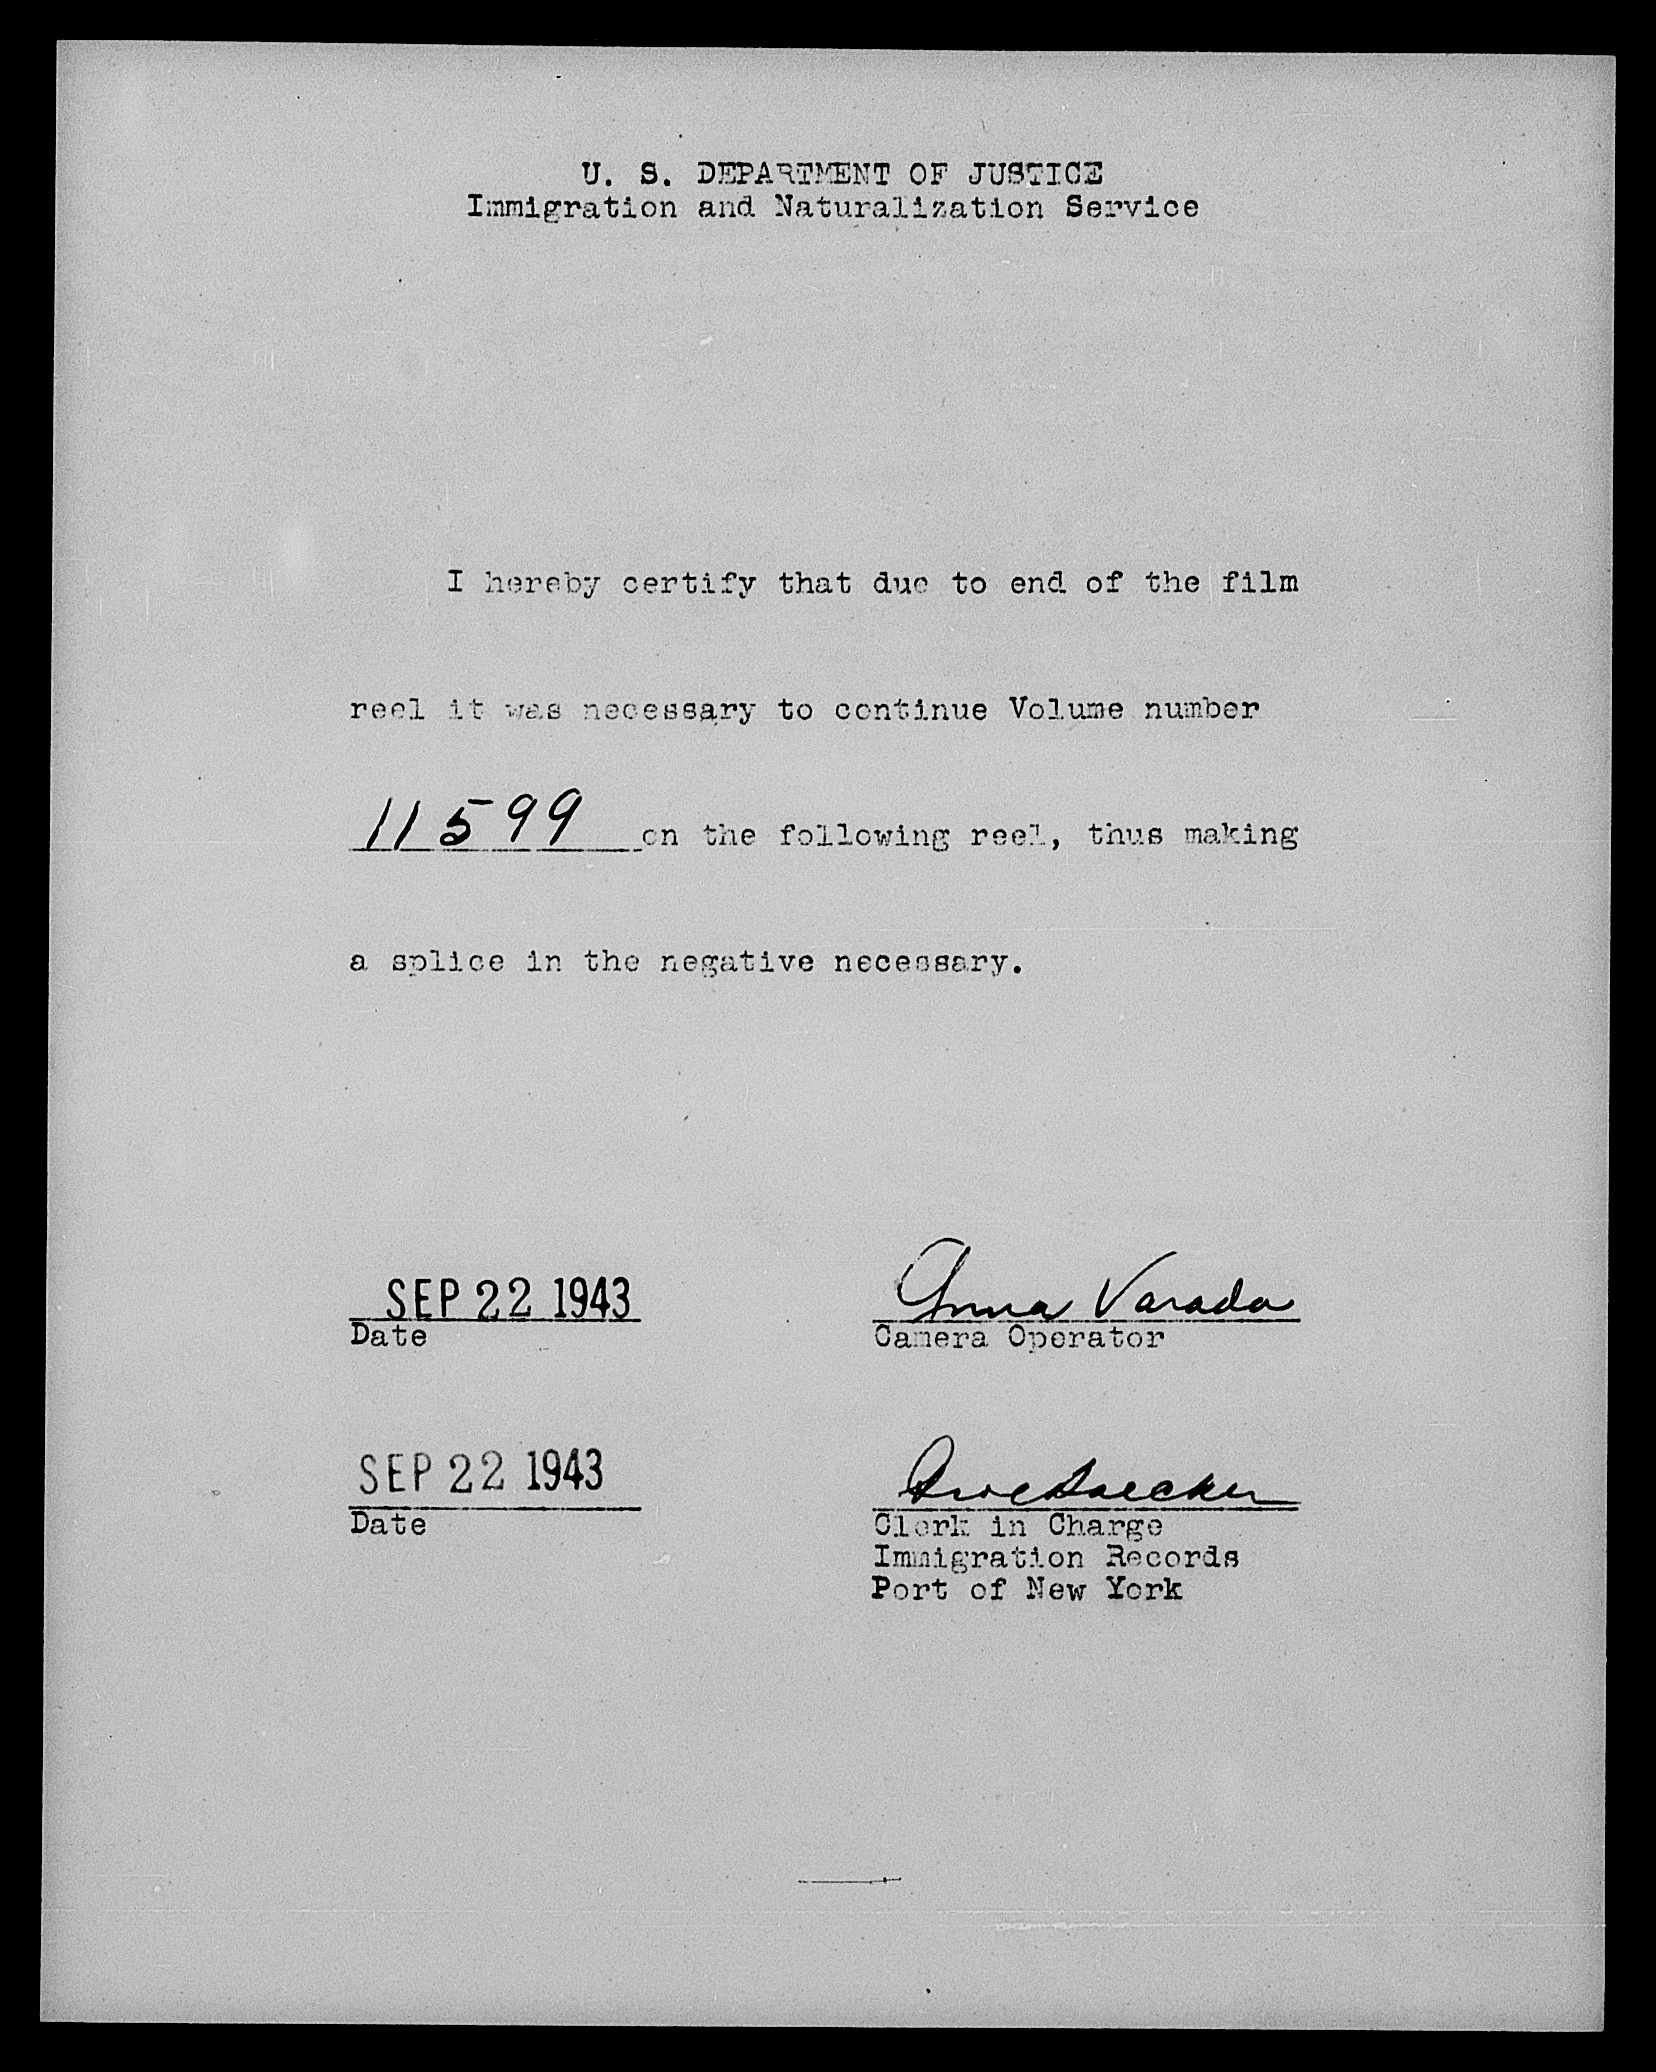 U. S. DEPARTMENT OF JUSTICE
Immigration and Naturalization Service
I hereby certify that due to end of the film
reel it was necessary to continue Volume number
11599 on the following reel, thus making
a splice in the negative necessary.
SEP 22 1943
Anna Varada
Date
Camera Operator
SEP 22 1943
Date
Clerk in Charge
Immigration Records
Port of New York